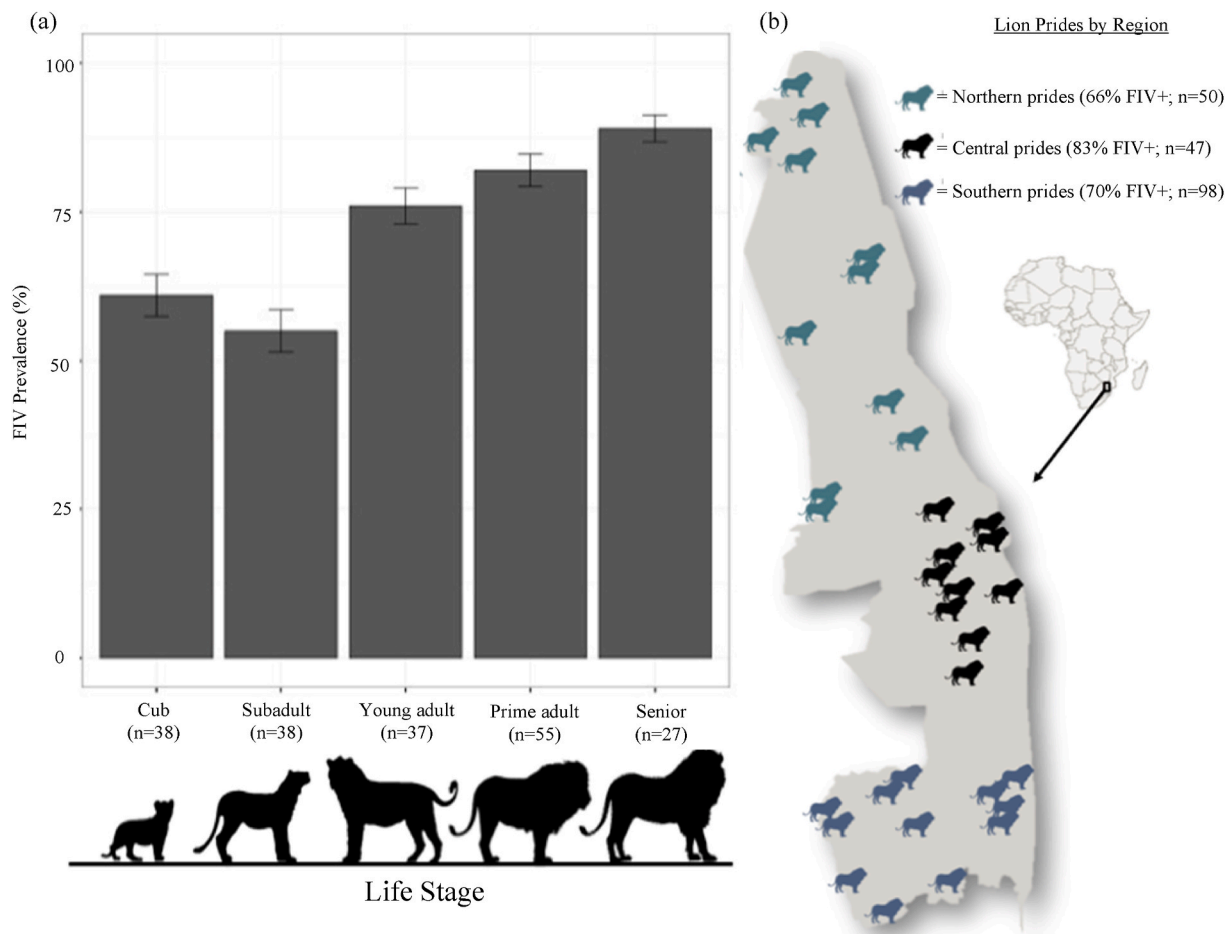 (a)
FIV Prevalence (%)
100
75
50
25
0
Cub
(n=38)
Subadult
(n=38)
Young adult
(n=37)
Prime adult
(n=55)
Senior
(n=27)
Life Stage
(b)
Lion Prides by Region
= Northern prides (66% FIV+; n=50)
= Central prides (83% FIV+; n=47)
= Southern prides (70% FIV+; n=98)